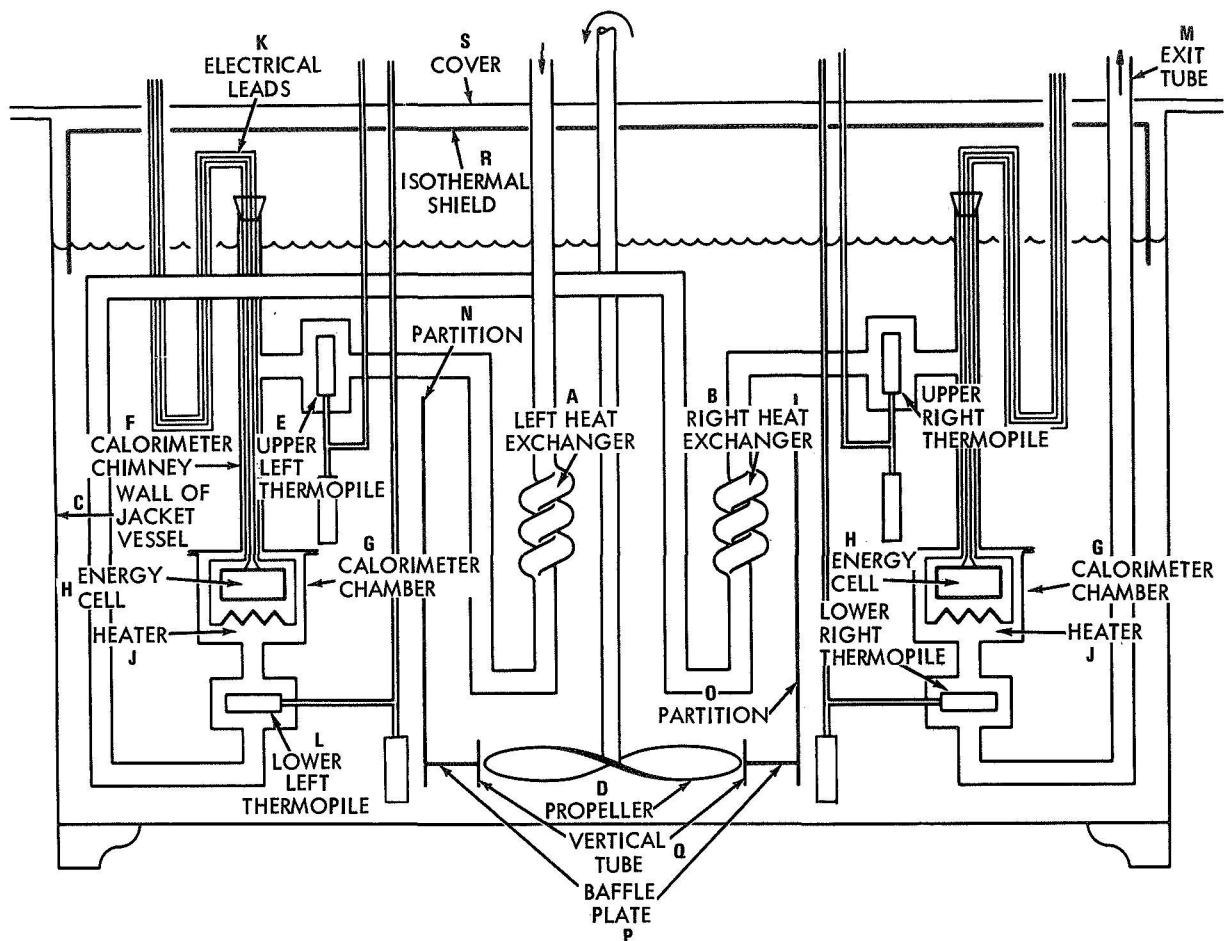 K
ELECTRICAL
LEADS
S
COVER
M
EXIT
TUBE
R
ISOTHERMAL
SHIELD
N
PARTITION
F
CALORIMETER
CHIMNEY
E
UPPER
LEFT
THERMOPILE
A
LEFT HEAT
EXCHANGER
B
RIGHT HEAT
EXCHANGER
UPPER
RIGHT
THERMOPILE
C
WALL OF
JACKET
VESSEL
G
CALORIMETER
CHAMBER
H
ENERGY
CELL
HEATER
J
H
ENERGY
CELL
G
CALORIMETER
CHAMBER
LOWER
RIGHT
THERMOPILE
HEATER
J
O
PARTITION
L
LOWER
LEFT
THERMOPILE
D
PROPELLER
VERTICAL
TUBE Q
BAFFLE
PLATE
P